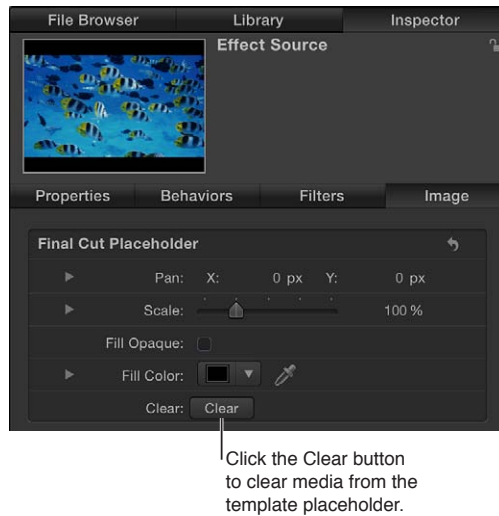 File Browser Library Inspector
Effect Source
Properties Behaviors Filters Image
Final Cut Placeholder
Pan: X: 0 px Y: 0 px
Scale: 100 %
Fill Opaque:
Fill Color:
Clear: Clear
Click the Clear button
to clear media from the
template placeholder.